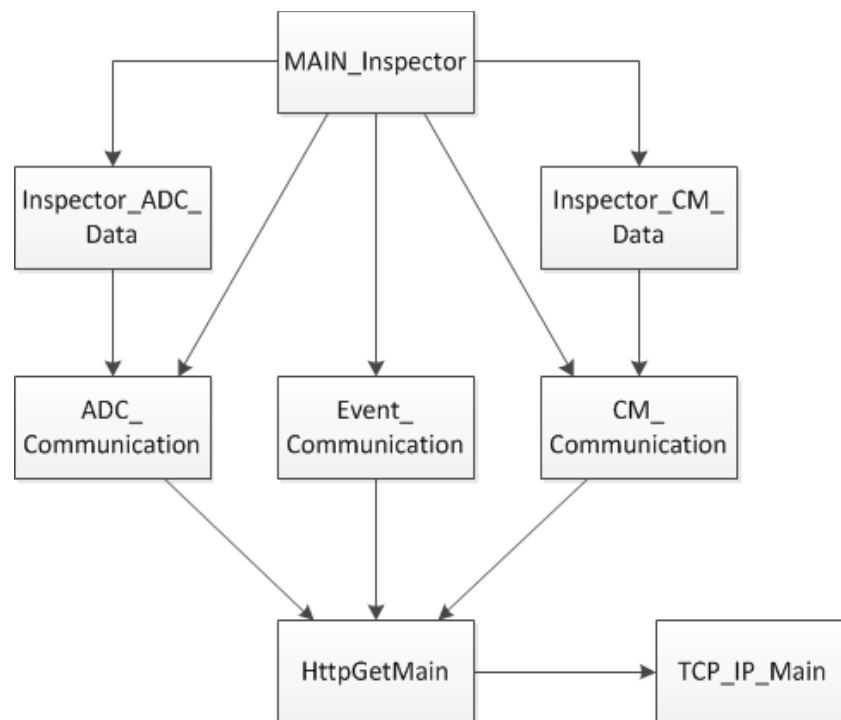 MAIN_Inspector
Inspector_ADC_
Data
Inspector_CM_
Data
ADC_
Communication
Event_
Communication
CM_
Communication
HttpGetMain
TCP_IP_Main